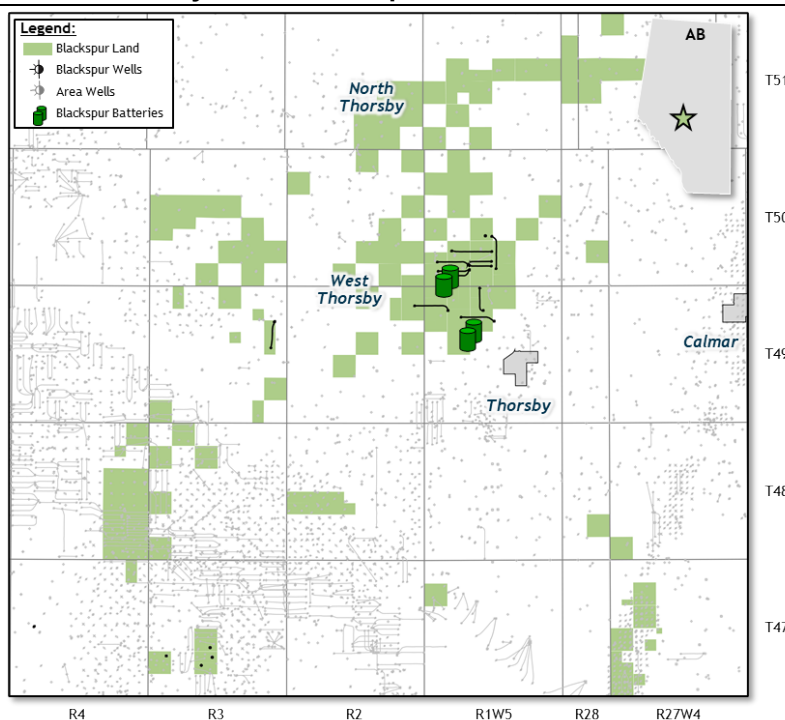 Legend:
Blackspur Land
Blackspur Wells
Area Wells
Blackspur Batteries
AB
North
Thorsby
West
Thorsby
Calmar
Thorsby
T51
T50
T49
T48
T47
R4
R3
R2
R1W5
R28
R27W4